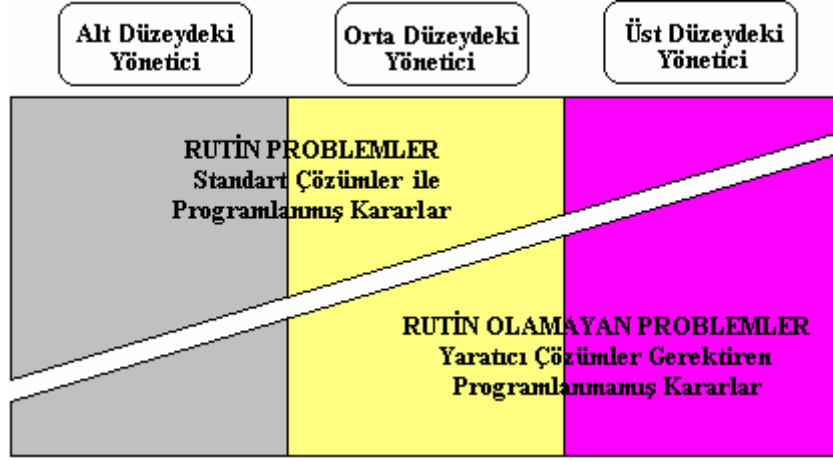 Alt Düzeydeki
Yönetici
Orta Düzeydeki
Yönetici
Üst Düzeydeki
Yönetici
RUTİN PROBLEMLER
Standart Çözümler ile
Programlanmış Kararlar
RUTİN OLAMAYAN PROBLEMLER
Yaratıcı Çözümler Gerektiren
Programlanmamış Kararlar